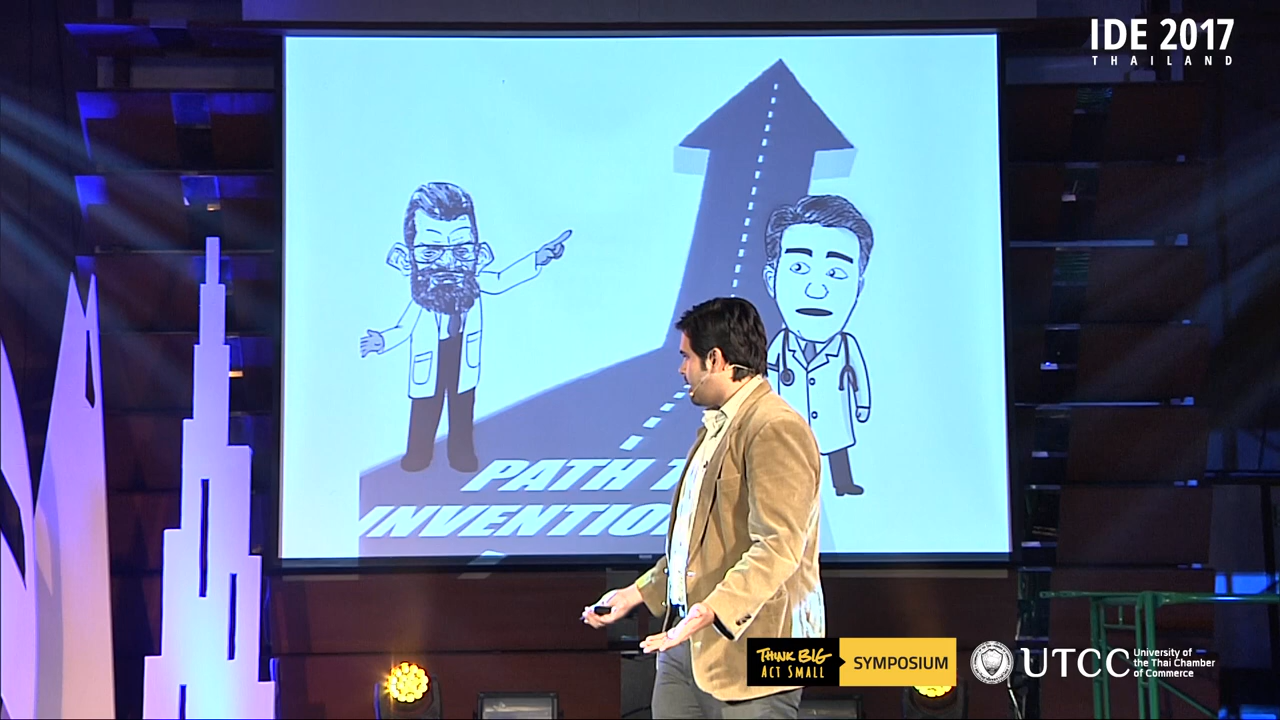 IDE 2017
THAILAND
PATH
INVENTIO
THINK BIG
ACT SMALL
SYMPOSIUM
UTCC
University of
the Thai Chamber
of Commerce